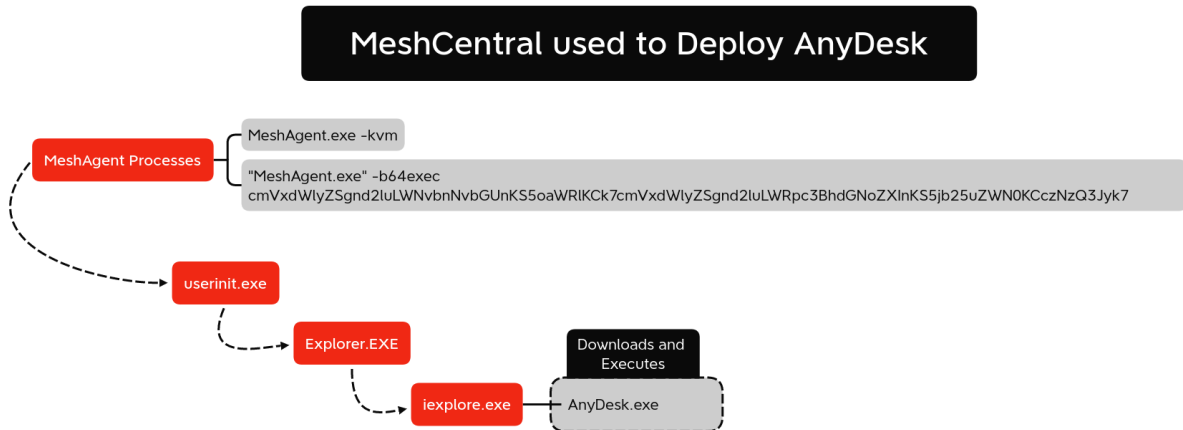 MeshCentral used to Deploy AnyDesk
MeshAgent Processes
MeshAgent.exe -kvm
"MeshAgent.exe" -b64exec
cmVxdWlyZSgnd2luLWNvbnNvbGUnKS5oaWRlKCk7cmVxdWlyZSgnd2luLWRpc3BhdGNoZXInKS5jb25uZWN0KCczNzQ3Jyk7
userinit.exe
Explorer.EXE
Downloads and
Executes
iexplore.exe
AnyDesk.exe